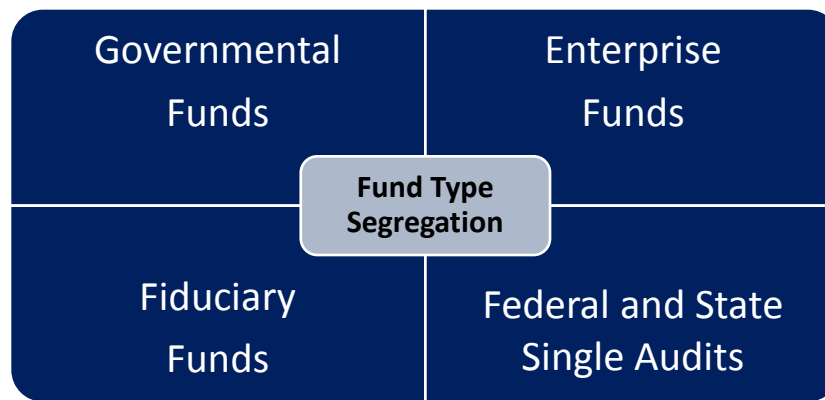 Governmental
Funds
Enterprise
Funds
Fund Type
Segregation
Fiduciary
Funds
Federal and State
Single Audits